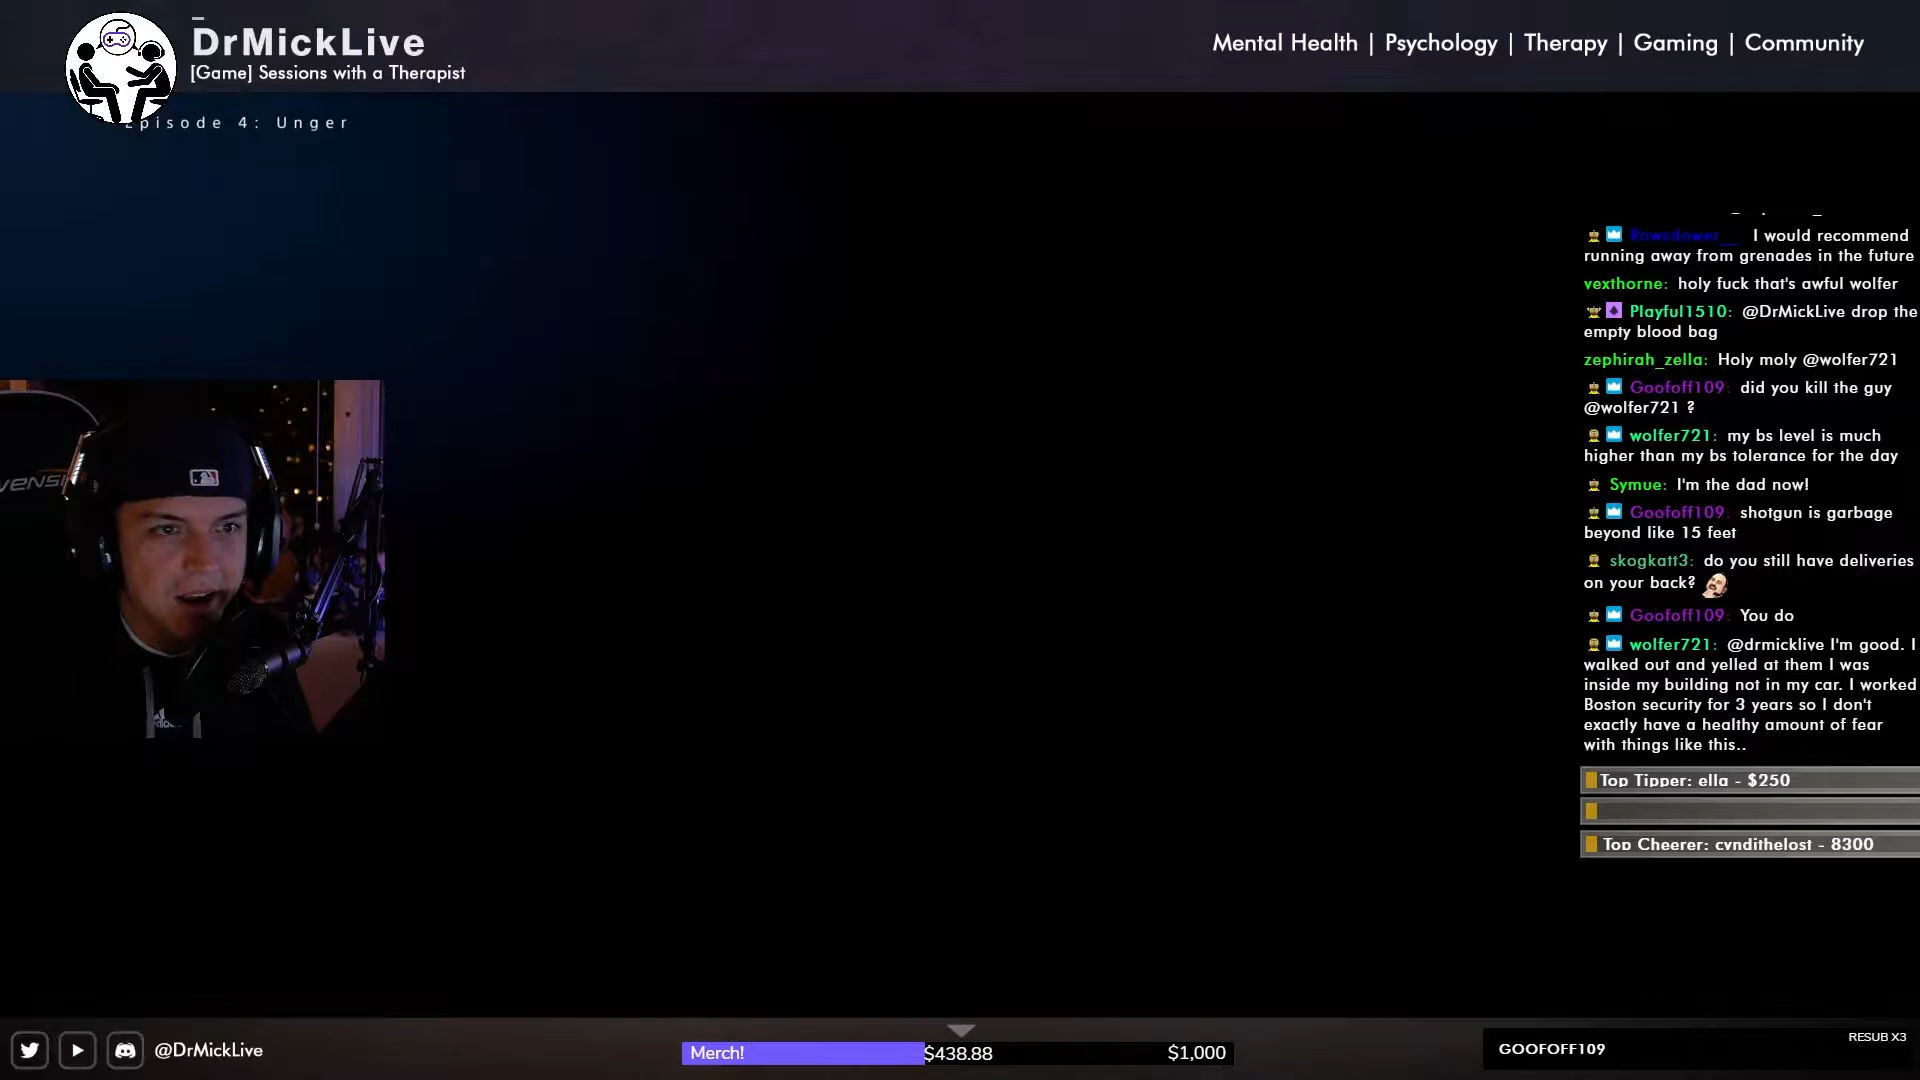 DrMickLive
[Game] Sessions with a Therapist
Mental Health | Psychology | Therapy | Gaming | Community
Episode 4: Unger
Rowsdower__ I would recommend
running away from grenades in the future
vexthorne: holy fuck that's awful wolfer
Playful1510: @DrMickLive drop the
empty blood bag
zephirah_zella: Holy moly @wolfer721
Goofoff109: did you kill the guy
@wolfer721 ?
wolfer721: my bs level is much
higher than my bs tolerance for the day
Symue: I'm the dad now!
Goofoff109: shotgun is garbage
beyond like 15 feet
skogkatt3: do you still have deliveries
on your back?
Goofoff109: You do
wolfer721: @drmicklive I'm good. I
walked out and yelled at them I was
inside my building not in my car. I worked
Boston security for 3 years so I don't
exactly have a healthy amount of fear
with things like this..
Top Tipper: ella - $250
Top Cheerer: cyndithelost - 8300
@DrMickLive
Merch! $438.88 $1,000
RESUB X3
GOOFOFF109